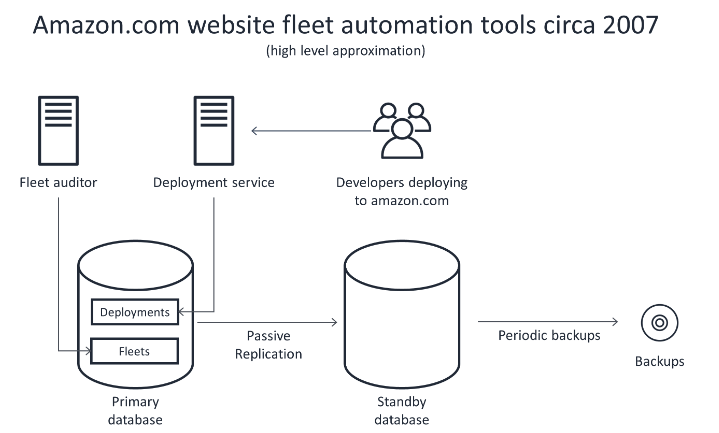 Amazon.com website fleet automation tools circa 2007
(high level approximation)
Fleet auditor
Deployment service
Developers deploying
to amazon.com
Deployments
Fleets
Passive
Replication
Periodic backups
Backups
Primary
database
Standby
database